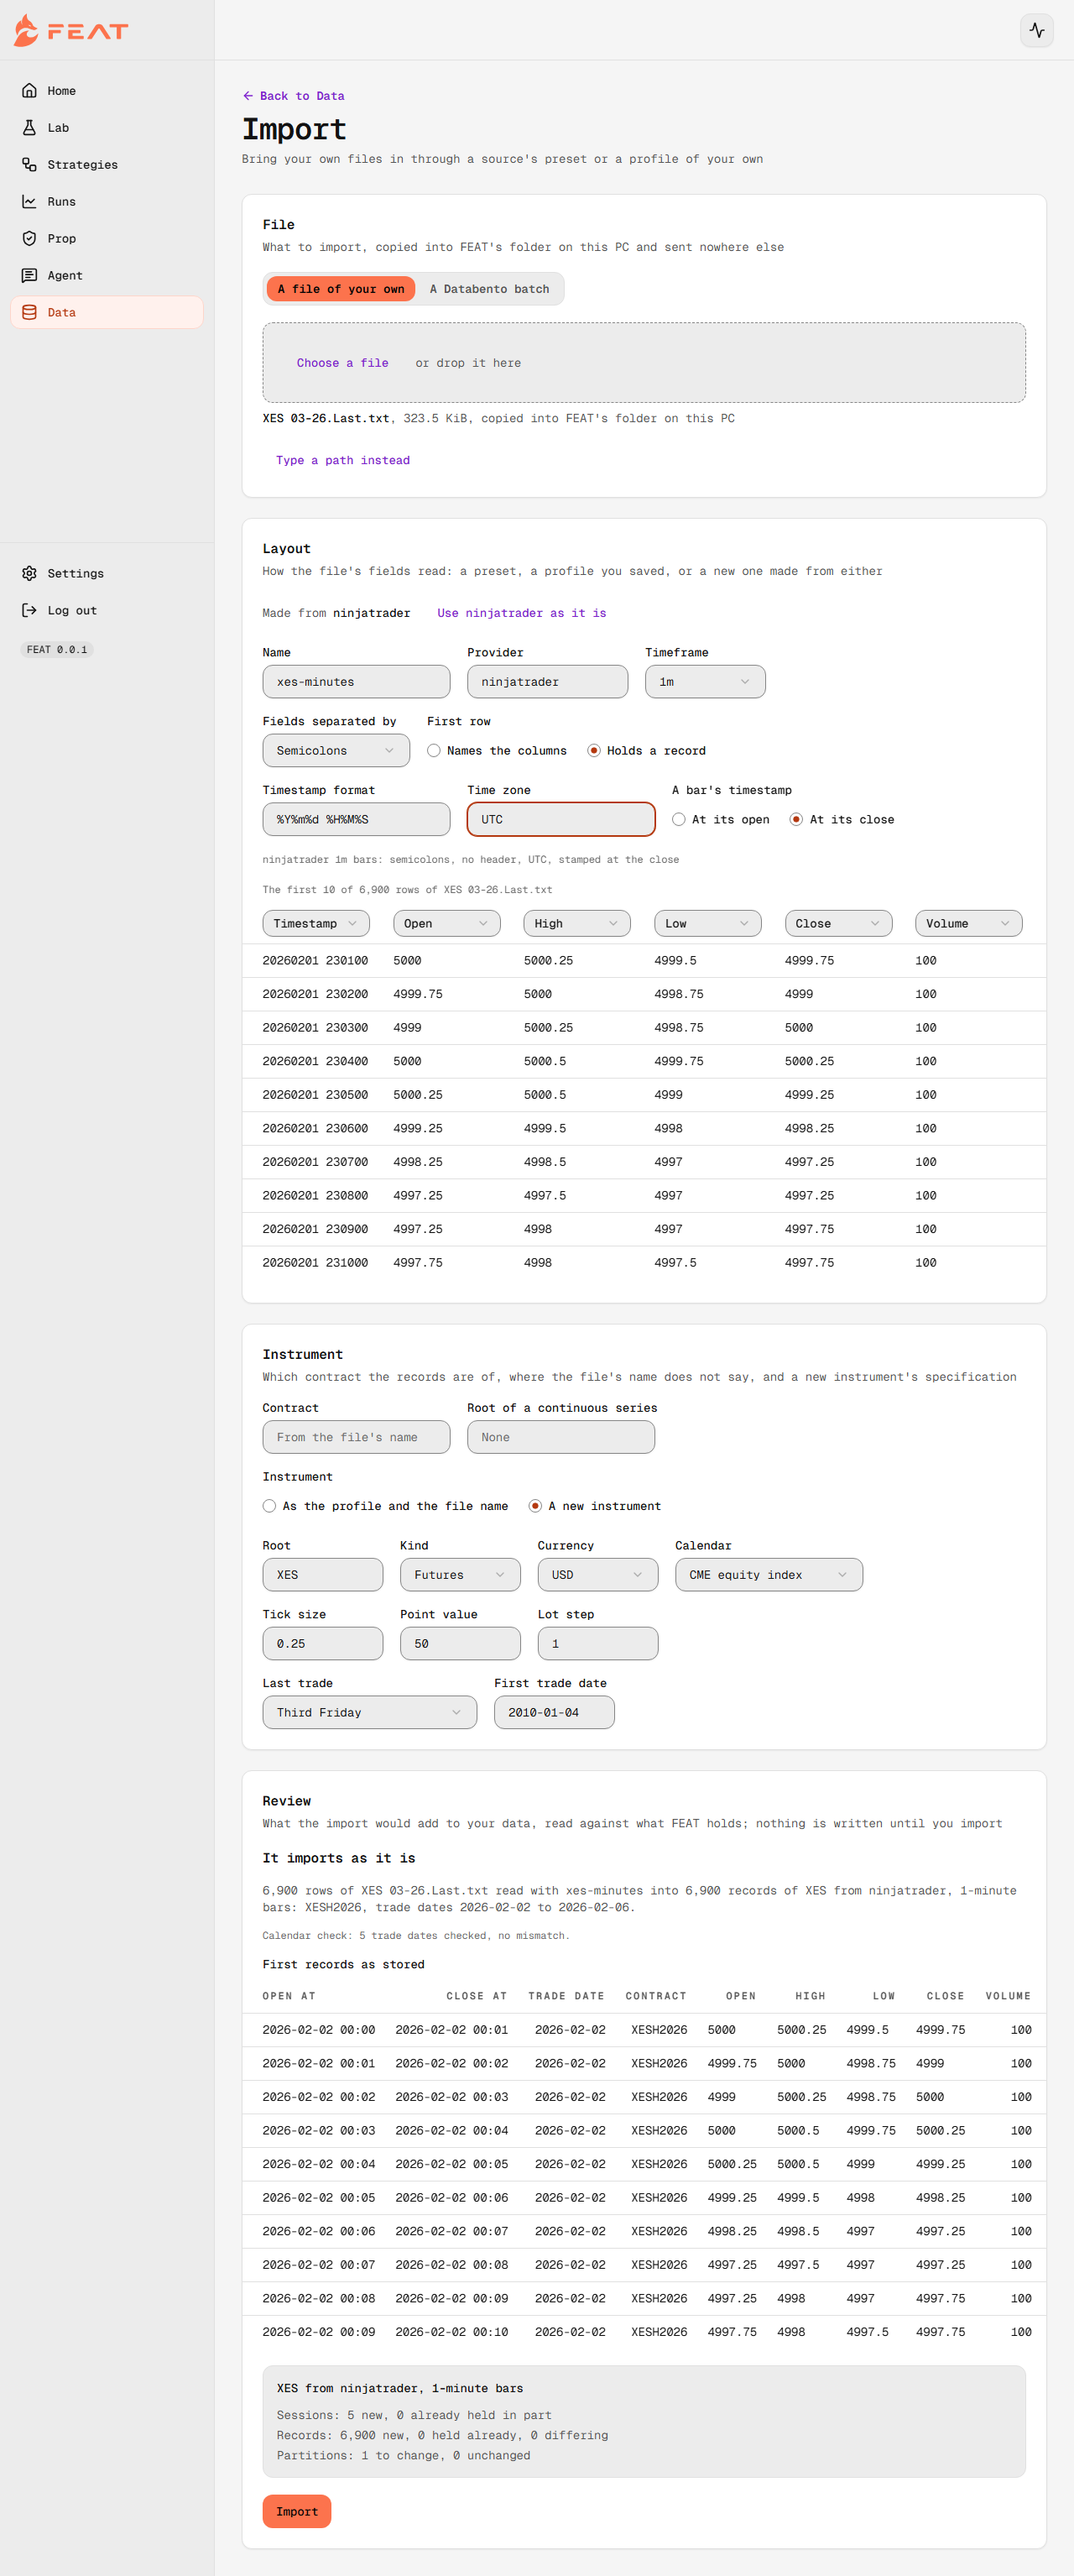 FEAT
Home
Lab
Strategies
Runs
Prop
Agent
Data
Settings
Log out
FEAT 0.0.1
← Back to Data
Import
Bring your own files in through a source's preset or a profile of your own
File
What to import, copied into FEAT's folder on this PC and sent nowhere else
A file of your own A Databento batch
Choose a file or drop it here
XES 03-26.Last.txt, 323.5 KiB, copied into FEAT's folder on this PC
Type a path instead
Layout
How the file's fields read: a preset, a profile you saved, or a new one made from either
Made from ninjatrader Use ninjatrader as it is
Name Provider Timeframe
xes-minutes ninjatrader 1m
Fields separated by First row
Semicolons Names the columns Holds a record
Timestamp format Time zone A bar's timestamp
%Y%m%d %H%M%S UTC At its open At its close
ninjatrader 1m bars: semicolons, no header, UTC, stamped at the close
The first 10 of 6,900 rows of XES 03-26.Last.txt
Timestamp Open High Low Close Volume
20260201 230100 5000 5000.25 4999.5 4999.75 100
20260201 230200 4999.75 5000 4998.75 4999 100
20260201 230300 4999 5000.25 4998.75 5000 100
20260201 230400 5000 5000.5 4999.75 5000.25 100
20260201 230500 5000.25 5000.5 4999 4999.25 100
20260201 230600 4999.25 4999.5 4998 4998.25 100
20260201 230700 4998.25 4998.5 4997 4997.25 100
20260201 230800 4997.25 4997.5 4997 4997.25 100
20260201 230900 4997.25 4998 4997 4997.75 100
20260201 231000 4997.75 4998 4997.5 4997.75 100
Instrument
Which contract the records are of, where the file's name does not say, and a new instrument's specification
Contract Root of a continuous series
From the file's name None
Instrument
As the profile and the file name A new instrument
Root Kind Currency Calendar
XES Futures USD CME equity index
Tick size Point value Lot step
0.25 50 1
Last trade First trade date
Third Friday 2010-01-04
Review
What the import would add to your data, read against what FEAT holds; nothing is written until you import
It imports as it is
6,900 rows of XES 03-26.Last.txt read with xes-minutes into 6,900 records of XES from ninjatrader, 1-minute
bars: XESH2026, trade dates 2026-02-02 to 2026-02-06.
Calendar check: 5 trade dates checked, no mismatch.
First records as stored
OPEN AT CLOSE AT TRADE DATE CONTRACT OPEN HIGH LOW CLOSE VOLUME
2026-02-02 00:00 2026-02-02 00:01 2026-02-02 XESH2026 5000 5000.25 4999.5 4999.75 100
2026-02-02 00:01 2026-02-02 00:02 2026-02-02 XESH2026 4999.75 5000 4998.75 4999 100
2026-02-02 00:02 2026-02-02 00:03 2026-02-02 XESH2026 4999 5000.25 4998.75 5000 100
2026-02-02 00:03 2026-02-02 00:04 2026-02-02 XESH2026 5000 5000.5 4999.75 5000.25 100
2026-02-02 00:04 2026-02-02 00:05 2026-02-02 XESH2026 5000.25 5000.5 4999 4999.25 100
2026-02-02 00:05 2026-02-02 00:06 2026-02-02 XESH2026 4999.25 4999.5 4998 4998.25 100
2026-02-02 00:06 2026-02-02 00:07 2026-02-02 XESH2026 4998.25 4998.5 4997 4997.25 100
2026-02-02 00:07 2026-02-02 00:08 2026-02-02 XESH2026 4997.25 4997.5 4997 4997.25 100
2026-02-02 00:08 2026-02-02 00:09 2026-02-02 XESH2026 4997.25 4998 4997 4997.75 100
2026-02-02 00:09 2026-02-02 00:10 2026-02-02 XESH2026 4997.75 4998 4997.5 4997.75 100
XES from ninjatrader, 1-minute bars
Sessions: 5 new, 0 already held in part
Records: 6,900 new, 0 held already, 0 differing
Partitions: 1 to change, 0 unchanged
Import